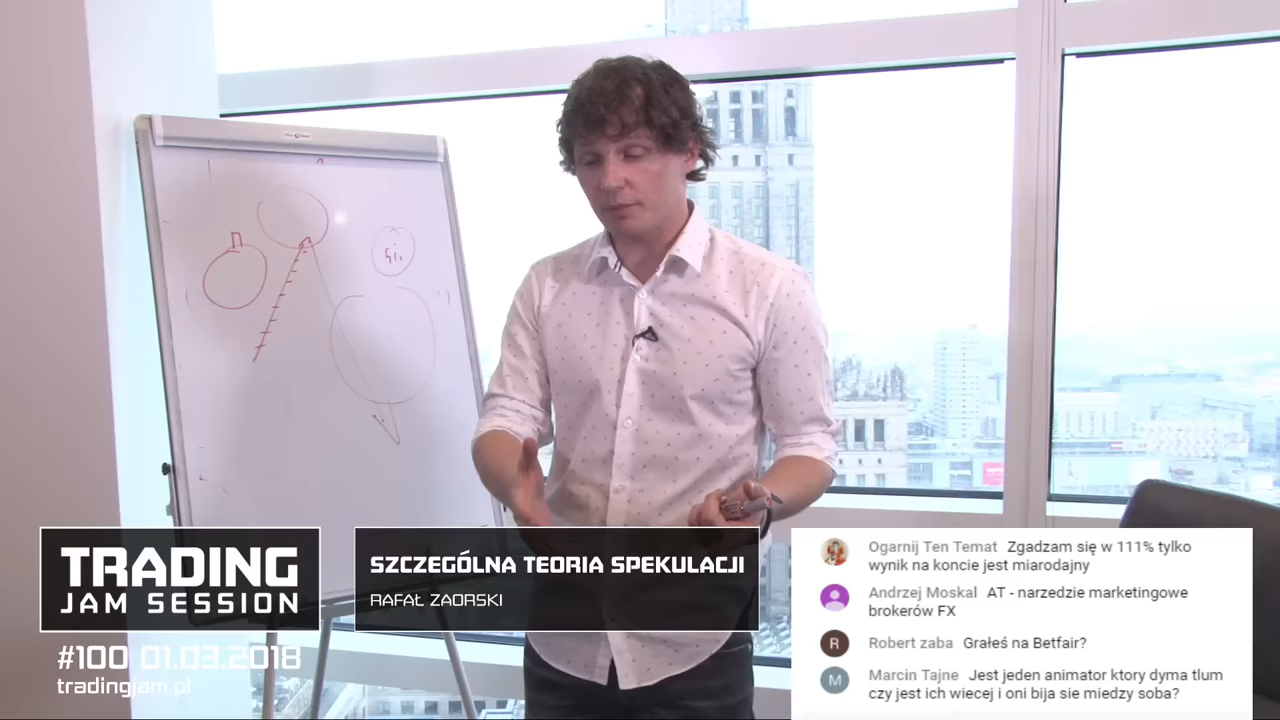 TRADING
JAM SESSION
#100 01.03.2018
tradingjam.pl
SZCZEGÓLNA TEORIA SPEKULACJI
RAFAŁ ZAORSKI
Ogarnij Ten Temat Zgadzam się w 111% tylko
wynik na koncie jest miarodajny
Andrzej Moskal AT - narzedzie marketingowe
brokerów FX
R Robert zaba Grałeś na Betfair?
M Marcin Tajne Jest jeden animator ktory dyma tlum
czy jest ich wiecej i oni bija sie miedzy soba?